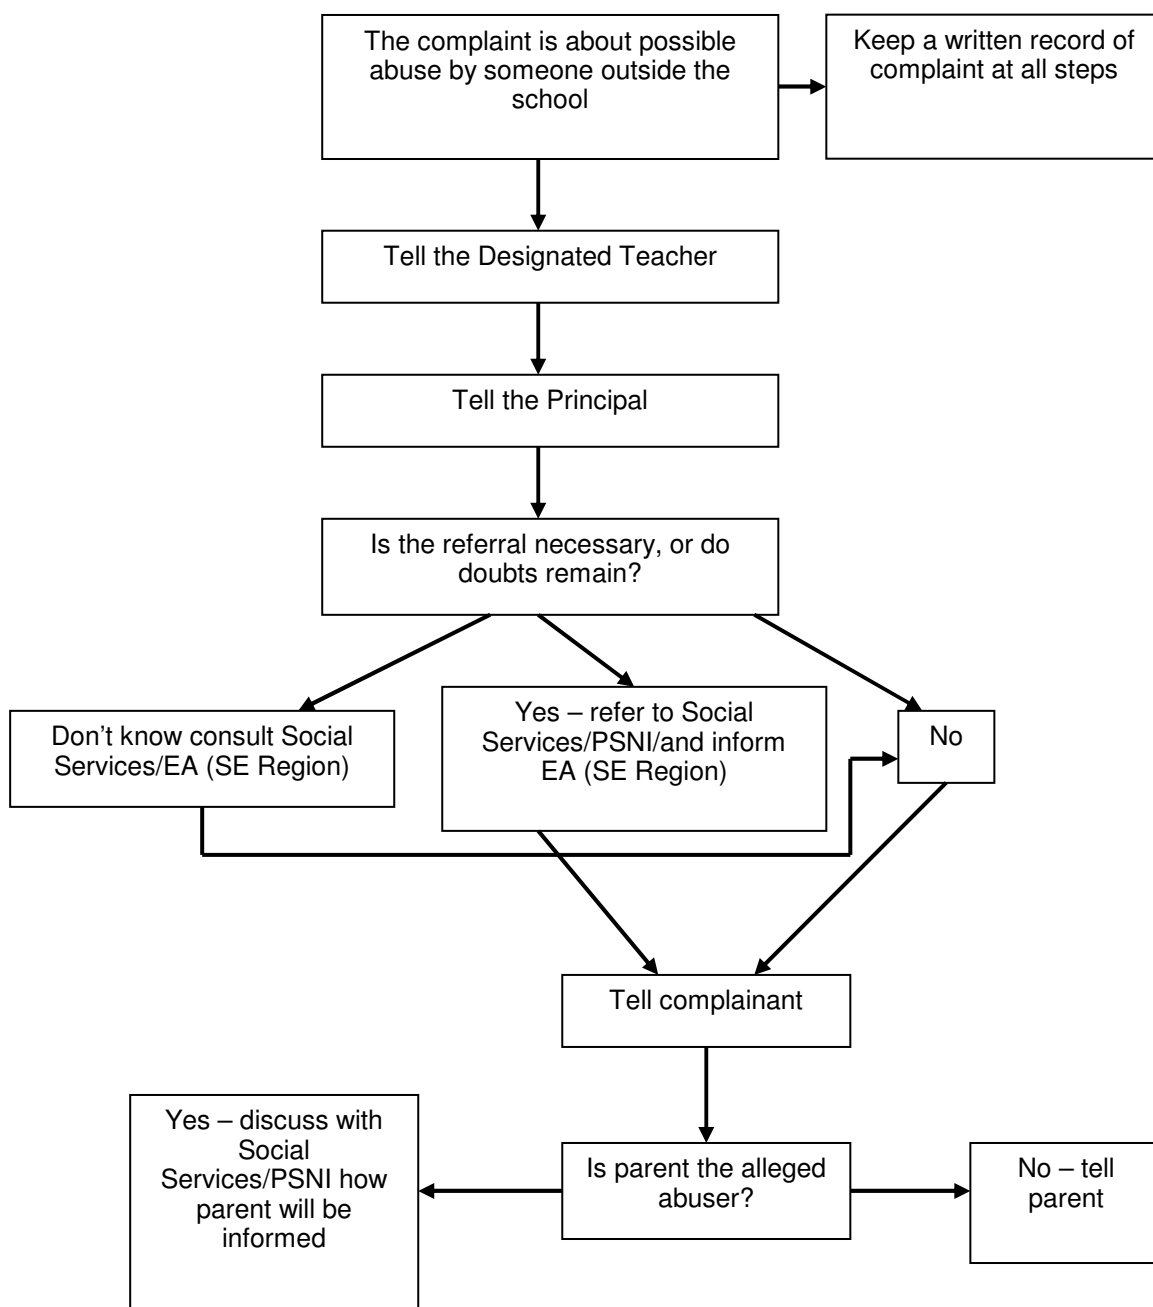 The complaint is about possible
abuse by someone outside the
school
Keep a written record of
complaint at all steps
Tell the Designated Teacher
Tell the Principal
Is the referral necessary, or do
doubts remain?
Don’t know consult Social
Services/EA (SE Region)
Yes – refer to Social
Services/PSNI/and inform
EA (SE Region)
No
Tell complainant
Yes – discuss with
Social
Services/PSNI how
parent will be
informed
Is parent the alleged
abuser?
No – tell
parent